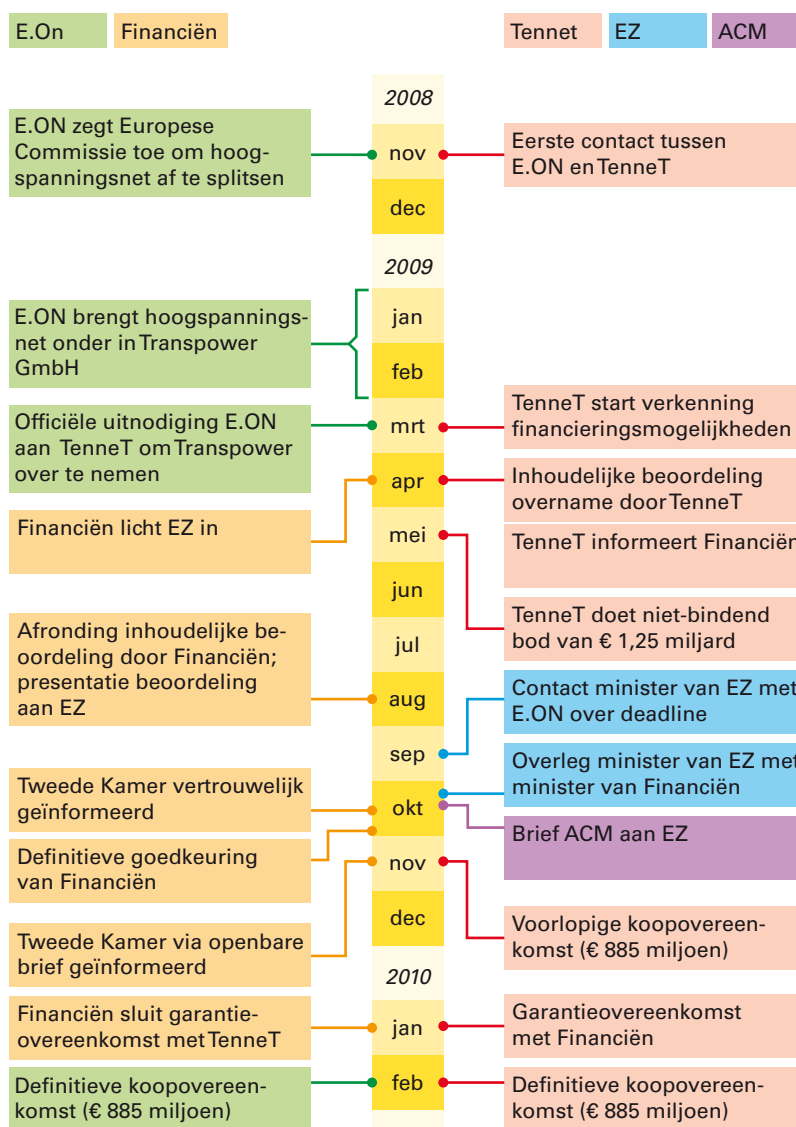 E.On
Financiën
Tennet
EZ
ACM
2008
E.ON zegt Europese
Commissie toe om hoog-
spanningsnet af te splitsen
nov
Eerste contact tussen
E.ON en TenneT
dec
2009
E.ON brengt hoogspannings-
net onder in Transpower
GmbH
jan
feb
Officiële uitnodiging E.ON
aan TenneT om Transpower
over te nemen
mrt
TenneT start verkenning
financieringsmogelijkheden
Financiën licht EZ in
apr
Inhoudelijke beoordeling
overname door TenneT
mei
TenneT informeert Financiën
jun
TenneT doet niet-bindend
bod van € 1,25 miljard
jul
Afronding inhoudelijke be-
oordeling door Financiën;
presentatie beoordeling
aan EZ
aug
Contact minister van EZ met
E.ON over deadline
sep
Overleg minister van EZ met
minister van Financiën
Tweede Kamer vertrouwelijk
geïnformeerd
okt
Brief ACM aan EZ
Definitieve goedkeuring
van Financiën
nov
Voorlopige koopovereen-
komst (€ 885 miljoen)
dec
Tweede Kamer via openbare
brief geïnformeerd
2010
Financiën sluit garantie-
overeenkomst met TenneT
jan
Garantieovereenkomst
met Financiën
Definitieve koopovereen-
komst (€ 885 miljoen)
feb
Definitieve koopovereen-
komst (€ 885 miljoen)